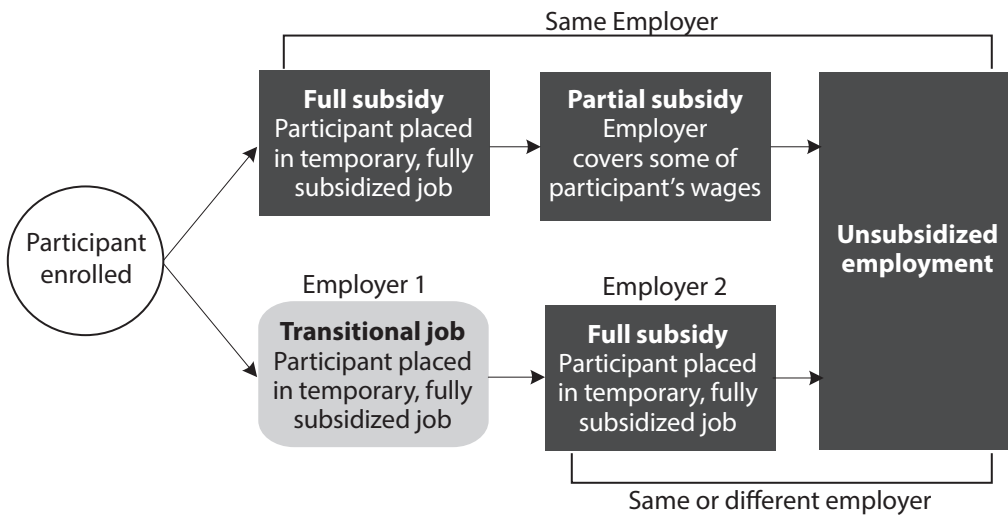 Same Employer
Full subsidy
Participant placed
in temporary, fully
subsidized job
Partial subsidy
Employer
covers some of
participant’s wages
Participant
enrolled
Unsubsidized
employment
Employer 1
Transitional job
Participant placed
in temporary, fully
subsidized job
Employer 2
Full subsidy
Participant placed
in temporary, fully
subsidized job
Same or different employer